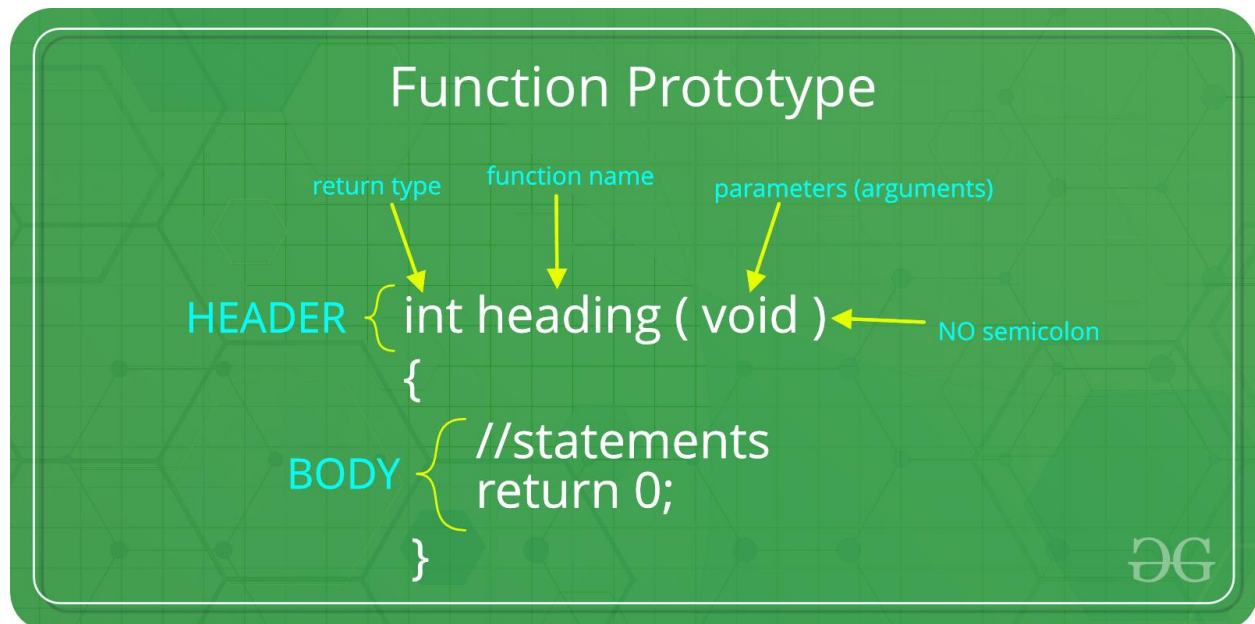 Function Prototype
return type function name parameters (arguments)
HEADER { int heading ( void ) NO semicolon
{
//statements
BODY { return 0;
}
GG